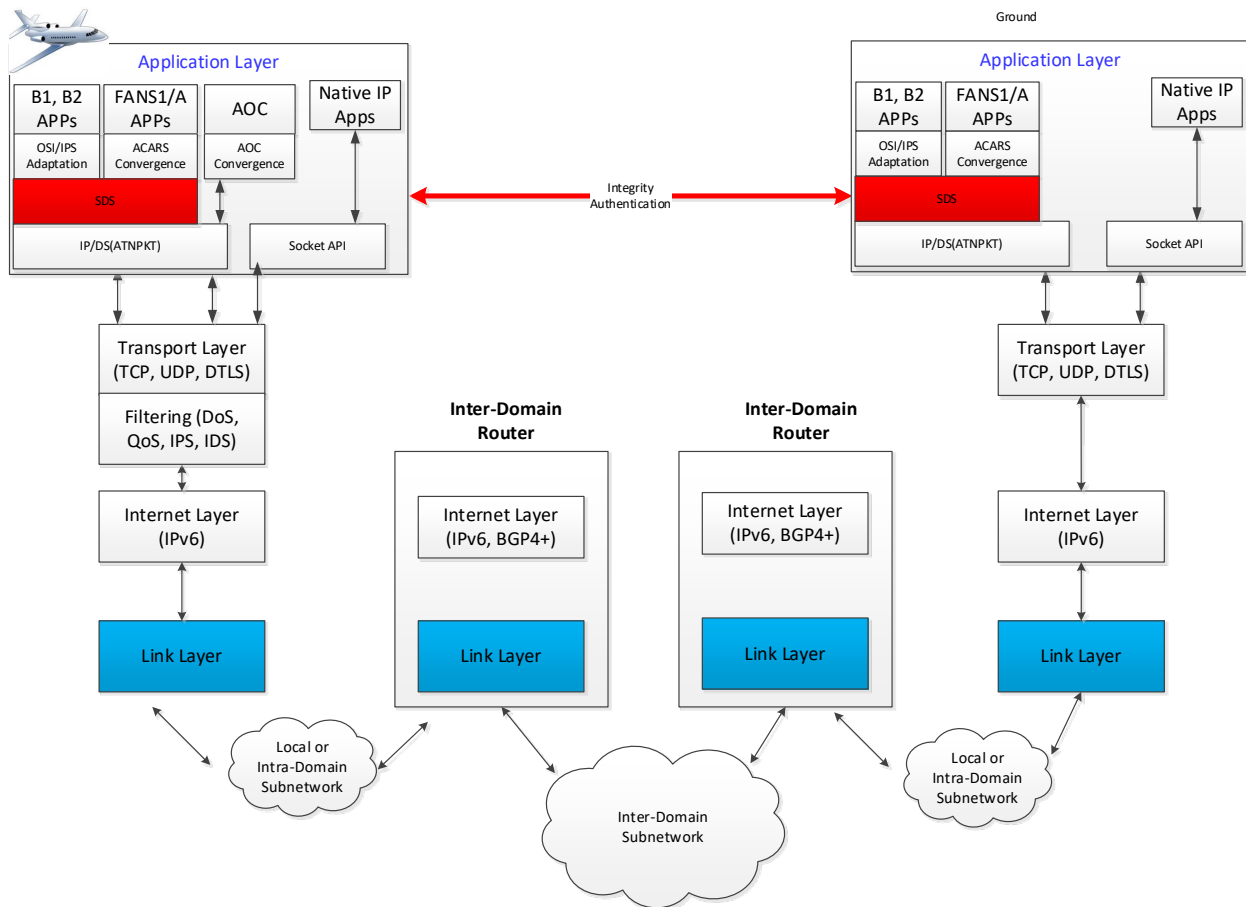 Ground
Application Layer
B1, B2
APPs
FANS1/A
APPs
AOC
Native IP
Apps
OSI/IPS
Adaptation
ACARS
Convergence
AOC
Convergence
SDS
IP/DS(ATNPKT)
Socket API
Integrity
Authentication
Application Layer
B1, B2
APPs
FANS1/A
APPs
Native IP
Apps
OSI/IPS
Adaptation
ACARS
Convergence
SDS
IP/DS(ATNPKT)
Socket API
Transport Layer
(TCP, UDP, DTLS)
Filtering (DoS,
QoS, IPS, IDS)
Internet Layer
(IPv6)
Link Layer
Inter-Domain
Router
Internet Layer
(IPv6, BGP4+)
Link Layer
Inter-Domain
Router
Internet Layer
(IPv6, BGP4+)
Link Layer
Transport Layer
(TCP, UDP, DTLS)
Internet Layer
(IPv6)
Link Layer
Local or
Intra-Domain
Subnetwork
Inter-Domain
Subnetwork
Local or
Intra-Domain
Subnetwork